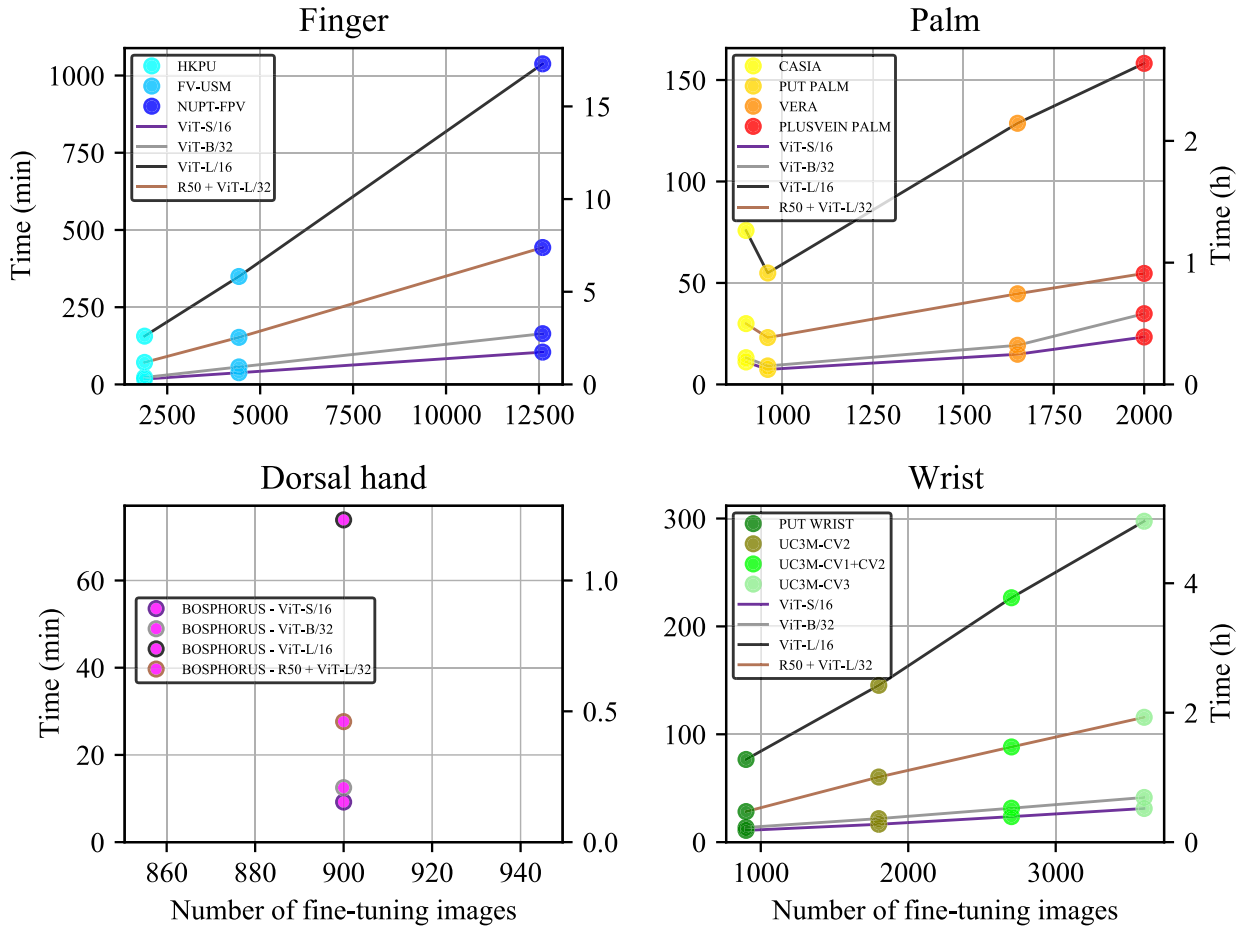 Finger
Time (min)
1000
750
500
250
0
HKPU
FV-USM
NUPT-FPV
ViT-S/16
ViT-B/32
ViT-L/16
R50 + ViT-L/32
15
10
5
0
2500
5000
7500
10000
12500
Palm
150
100
50
0
CASIA
PUT PALM
VERA
PLUSVEIN PALM
ViT-S/16
ViT-B/32
ViT-L/16
R50 + ViT-L/32
2
1
0
Time (h)
1000
1250
1500
1750
2000
Dorsal hand
Time (min)
60
40
20
0
BOSPHORUS - ViT-S/16
BOSPHORUS - ViT-B/32
BOSPHORUS - ViT-L/16
BOSPHORUS - R50 + ViT-L/32
1.0
0.5
0.0
860
880
900
920
940
Number of fine-tuning images
Wrist
300
200
100
0
PUT WRIST
UC3M-CV2
UC3M-CV1+CV2
UC3M-CV3
ViT-S/16
ViT-B/32
ViT-L/16
R50 + ViT-L/32
4
2
0
Time (h)
1000
2000
3000
Number of fine-tuning images